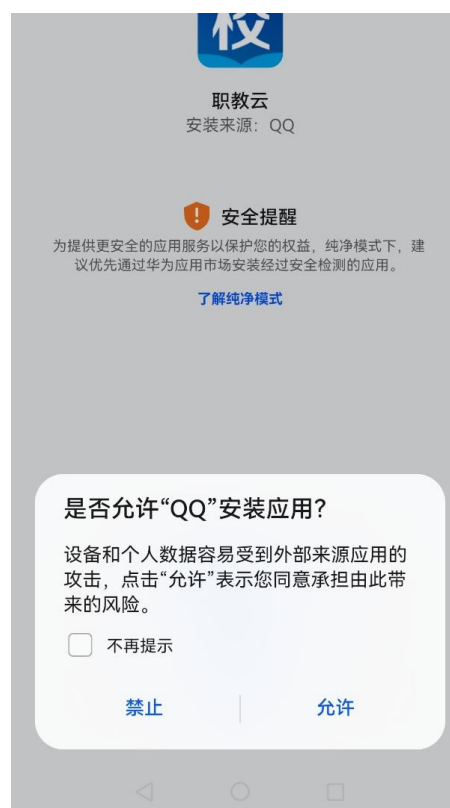 校
职教云
安装来源：QQ
安全提醒
为提供更安全的应用服务以保护您的权益，纯净模式下，建
议优先通过华为应用市场安装经过安全检测的应用。
了解纯净模式
是否允许“QQ”安装应用？
设备和个人数据容易受到外部来源应用的
攻击，点击“允许”表示您同意承担由此带
来的风险。
不再提示
禁止
允许